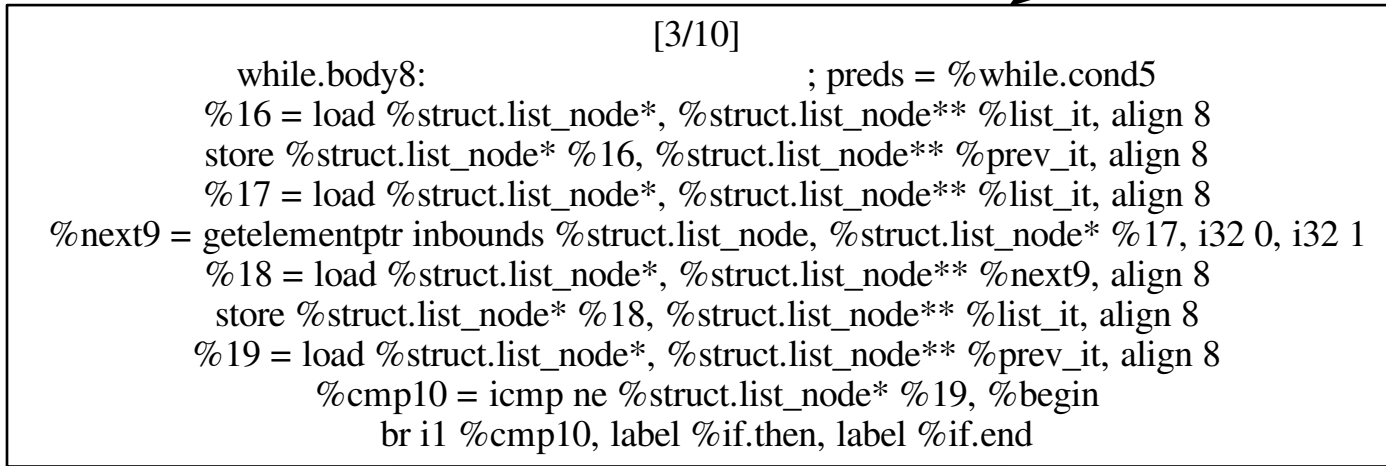 [3/10]
while.body8: ; preds = %while.cond5
%16 = load %struct.list_node*, %struct.list_node** %list_it, align 8
store %struct.list_node* %16, %struct.list_node** %prev_it, align 8
%17 = load %struct.list_node*, %struct.list_node** %list_it, align 8
%next9 = getelementptr inbounds %struct.list_node, %struct.list_node* %17, i32 0, i32 1
%18 = load %struct.list_node*, %struct.list_node** %next9, align 8
store %struct.list_node* %18, %struct.list_node** %list_it, align 8
%19 = load %struct.list_node*, %struct.list_node** %prev_it, align 8
%cmp10 = icmp ne %struct.list_node* %19, %begin
br i1 %cmp10, label %if.then, label %if.end